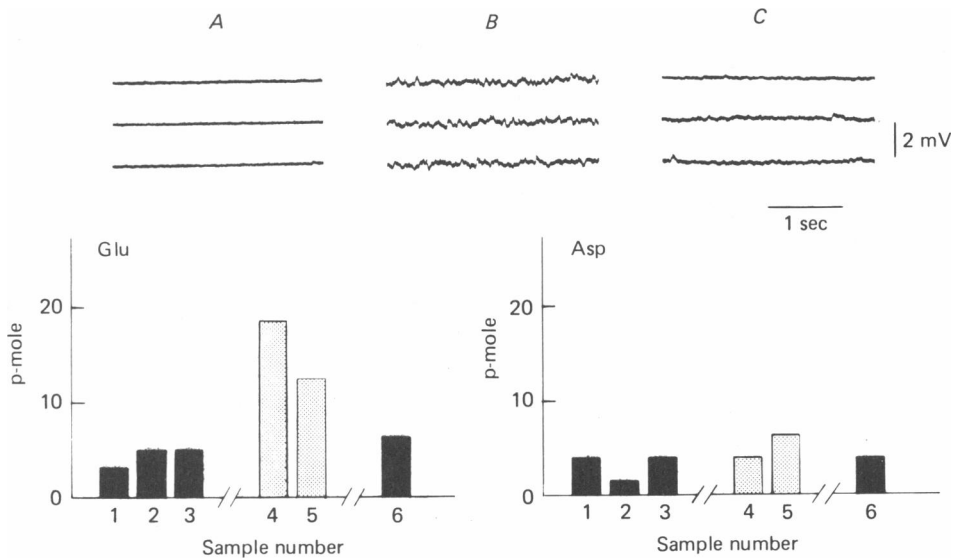 A B C
2 mV
1 sec
Glu
Asp
20
10
0
p-mole
1 2 3 4 5 6
Sample number
20
10
0
p-mole
1 2 3 4 5 6
Sample number